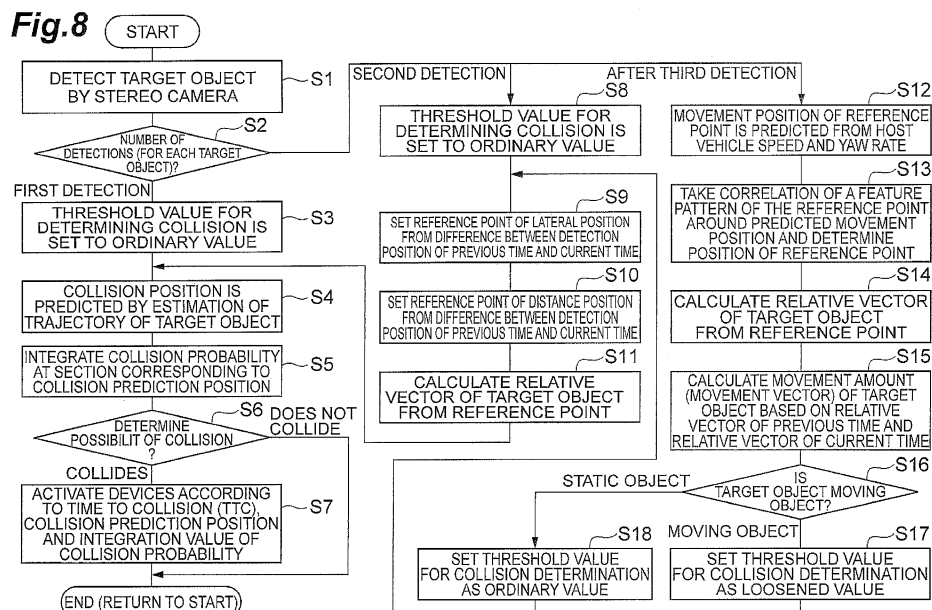 Fig.8
START
DETECT TARGET OBJECT
BY STEREO CAMERA
S1
NUMBER OF
DETECTIONS (FOR EACH TARGET
OBJECT)?
S2
FIRST DETECTION
THRESHOLD VALUE FOR
DETERMINING COLLISION IS
SET TO ORDINARY VALUE
S3
COLLISION POSITION IS
PREDICTED BY ESTIMATION OF
TRAJECTORY OF TARGET OBJECT
S4
INTEGRATE COLLISION PROBABILITY
AT SECTION CORRESPONDING TO
COLLISION PREDICTION POSITION
S5
DETERMINE
POSSIBILIT OF COLLISION
?
S6
DOES NOT
COLLIDE
COLLIDES
ACTIVATE DEVICES ACCORDING
TO TIME TO COLLISION (TTC),
COLLISION PREDICTION POSITION
AND INTEGRATION VALUE OF
COLLISION PROBABILITY
S7
END (RETURN TO START)
SECOND DETECTION
S8
THRESHOLD VALUE FOR
DETERMINING COLLISION IS
SET TO ORDINARY VALUE
S9
SET REFERENCE POINT OF LATERAL POSITION
FROM DIFFERENCE BETWEEN DETECTION
POSITION OF PREVIOUS TIME AND CURRENT TIME
S10
SET REFERENCE POINT OF DISTANCE POSITION
FROM DIFFERENCE BETWEEN DETECTION
POSITION OF PREVIOUS TIME AND CURRENT TIME
S11
CALCULATE RELATIVE
VECTOR OF TARGET OBJECT
FROM REFERENCE POINT
AFTER THIRD DETECTION
S12
MOVEMENT POSITION OF REFERENCE
POINT IS PREDICTED FROM HOST
VEHICLE SPEED AND YAW RATE
S13
TAKE CORRELATION OF A FEATURE
PATTERN OF THE REFERENCE POINT
AROUND PREDICTED MOVEMENT
POSITION AND DETERMINE
POSITION OF REFERENCE POINT
S14
CALCULATE RELATIVE VECTOR
OF TARGET OBJECT
FROM REFERENCE POINT
S15
CALCULATE MOVEMENT AMOUNT
(MOVEMENT VECTOR) OF TARGET
OBJECT BASED ON RELATIVE
VECTOR OF PREVIOUS TIME AND
RELATIVE VECTOR OF CURRENT TIME
S16
IS
TARGET OBJECT MOVING
OBJECT?
STATIC OBJECT
MOVING OBJECT
S18
SET THRESHOLD VALUE
FOR COLLISION DETERMINATION
AS ORDINARY VALUE
S17
SET THRESHOLD VALUE
FOR COLLISION DETERMINATION
AS LOOSENED VALUE